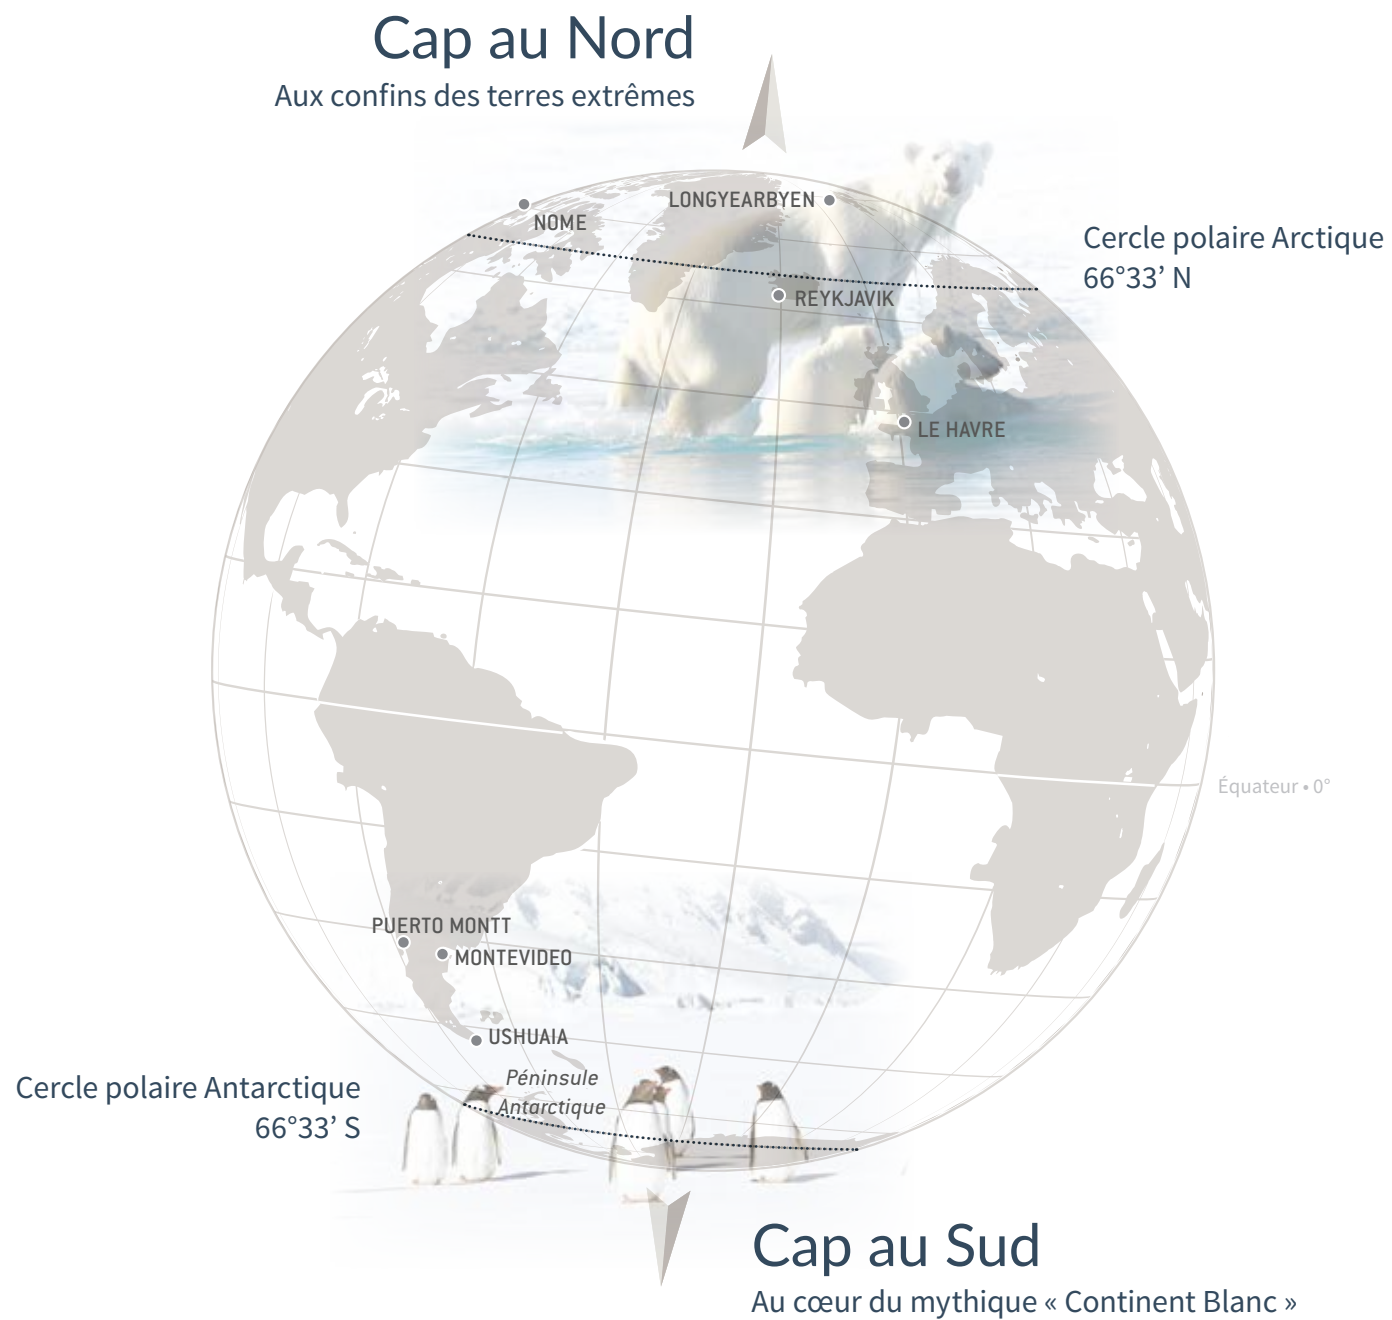 Cap au Nord
Aux confins des terres extrêmes
LONGYEARBYEN
NOME
Cercle polaire Arctique
66°33’ N
REYKJAVIK
LE HAVRE
Équateur • 0°
PUERTO MONTT
MONTEVIDEO
USHUAIA
Péninsule
Antarctique
Cercle polaire Antarctique
66°33’ S
Cap au Sud
Au cœur du mythique « Continent Blanc »